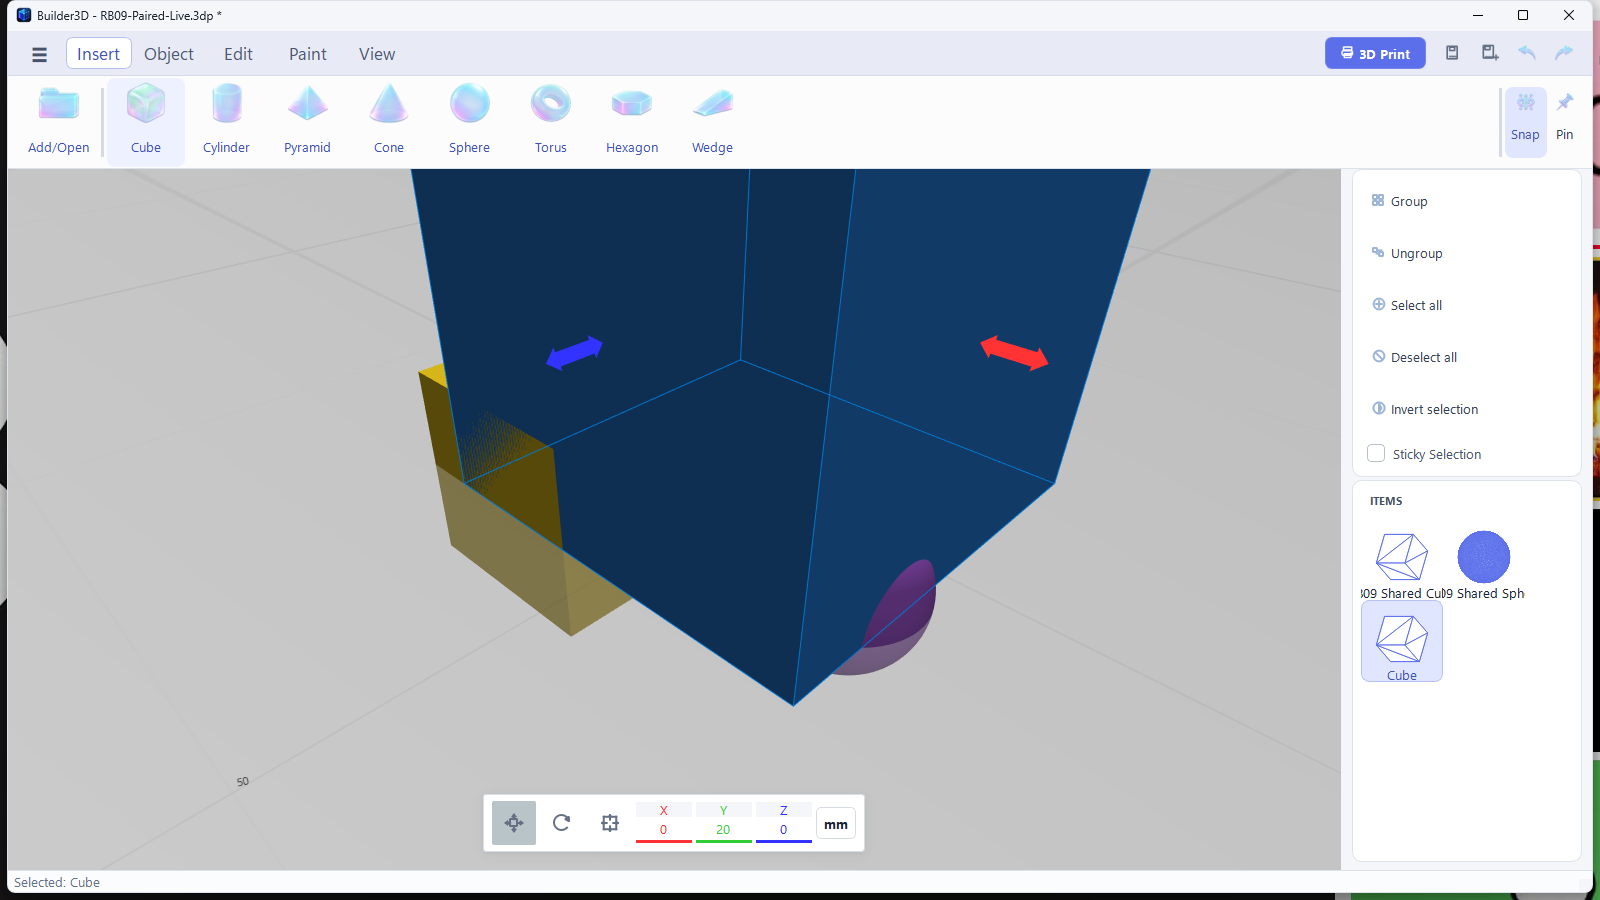 Builder3D - RB09-Paired-Live.3dp *
Insert
Object
Edit
Paint
View
3D Print
Add/Open
Cube
Cylinder
Pyramid
Cone
Sphere
Torus
Hexagon
Wedge
Snap
Pin
Group
Ungroup
Select all
Deselect all
Invert selection
Sticky Selection
ITEMS
09 Shared Cu
9 Shared Sph
Cube
50
X
Y
Z
0
20
0
mm
Selected: Cube